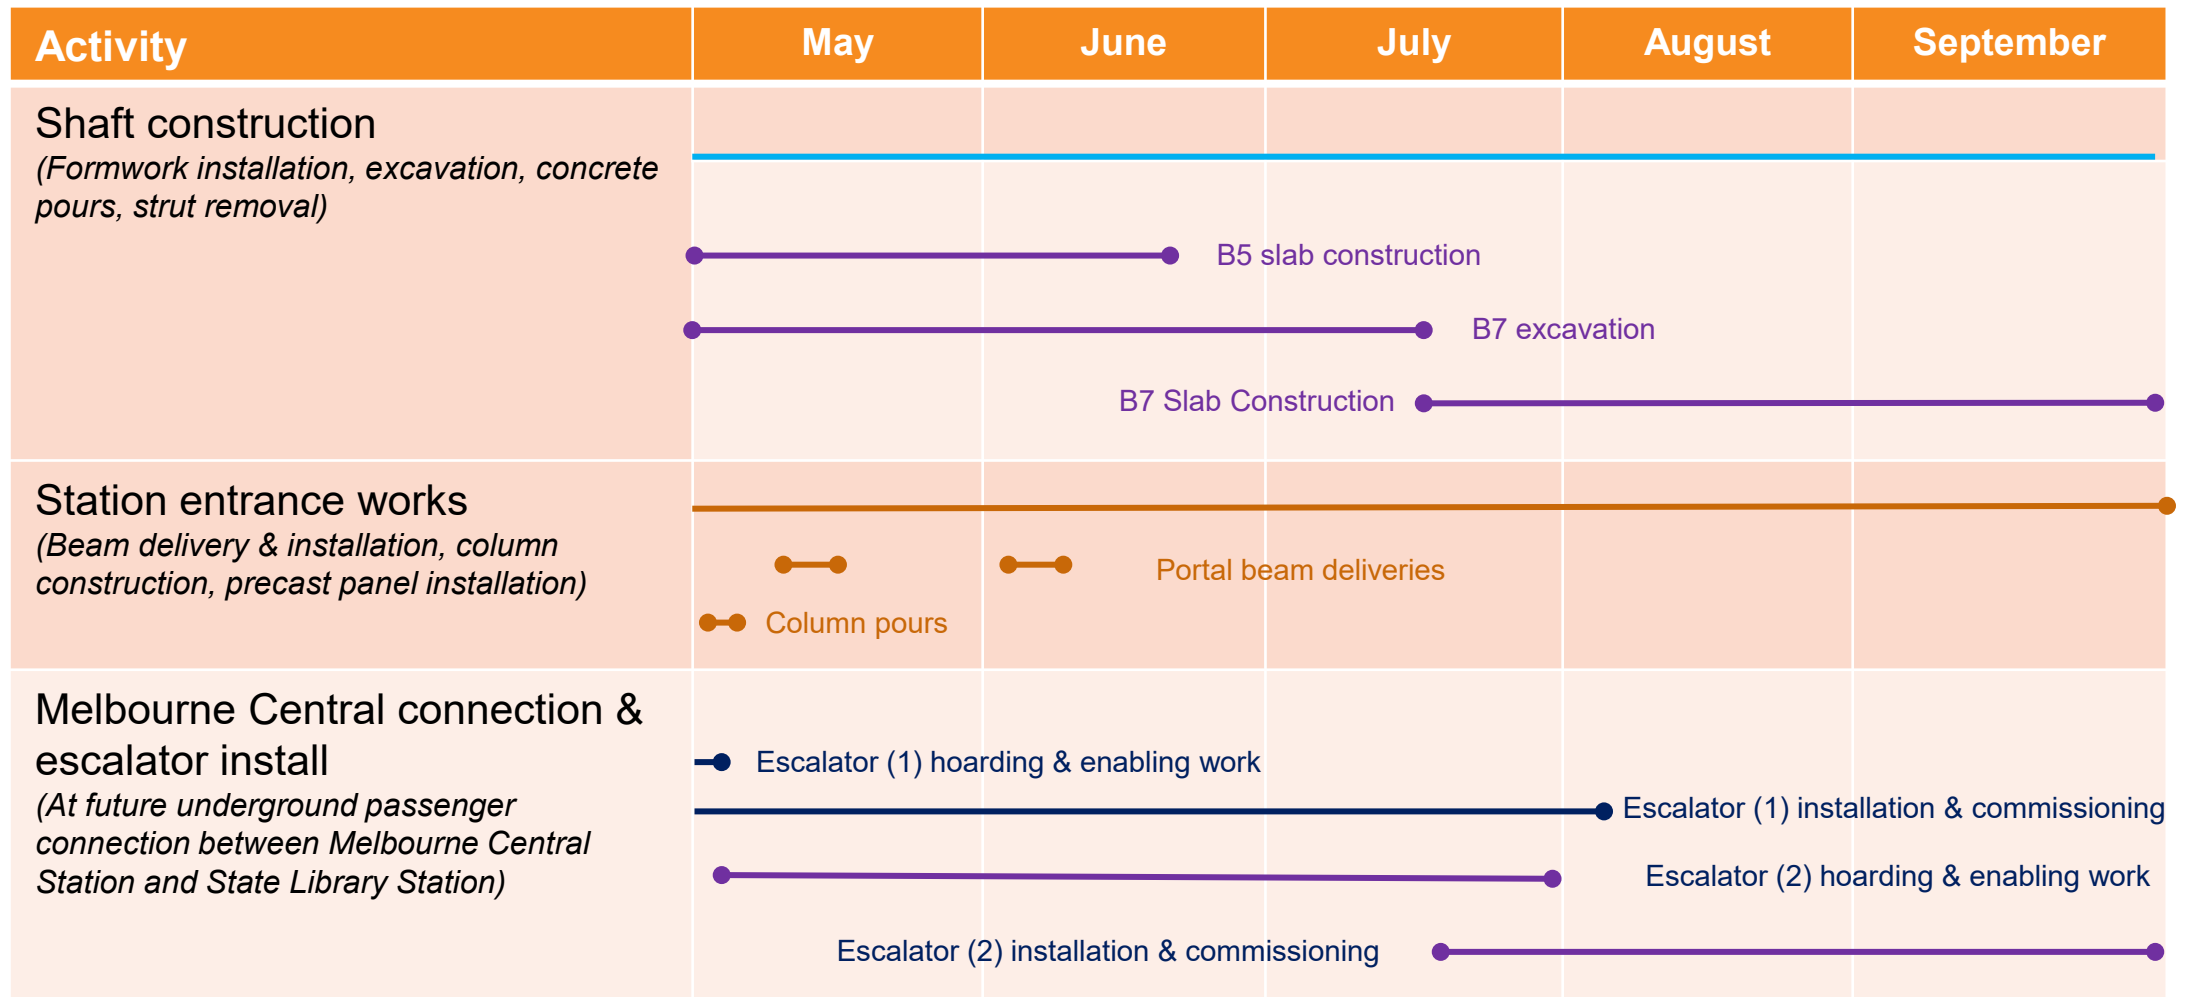 Activity
May
June
July
August
September
Shaft construction
(Formwork installation, excavation, concrete
pours, strut removal)
B5 slab construction
B7 excavation
B7 Slab Construction
Station entrance works
(Beam delivery & installation, column
construction, precast panel installation)
Portal beam deliveries
Column pours
Melbourne Central connection &
escalator install
(At future underground passenger
connection between Melbourne Central
Station and State Library Station)
Escalator (1) hoarding & enabling work
Escalator (1) installation & commissioning
Escalator (2) hoarding & enabling work
Escalator (2) installation & commissioning